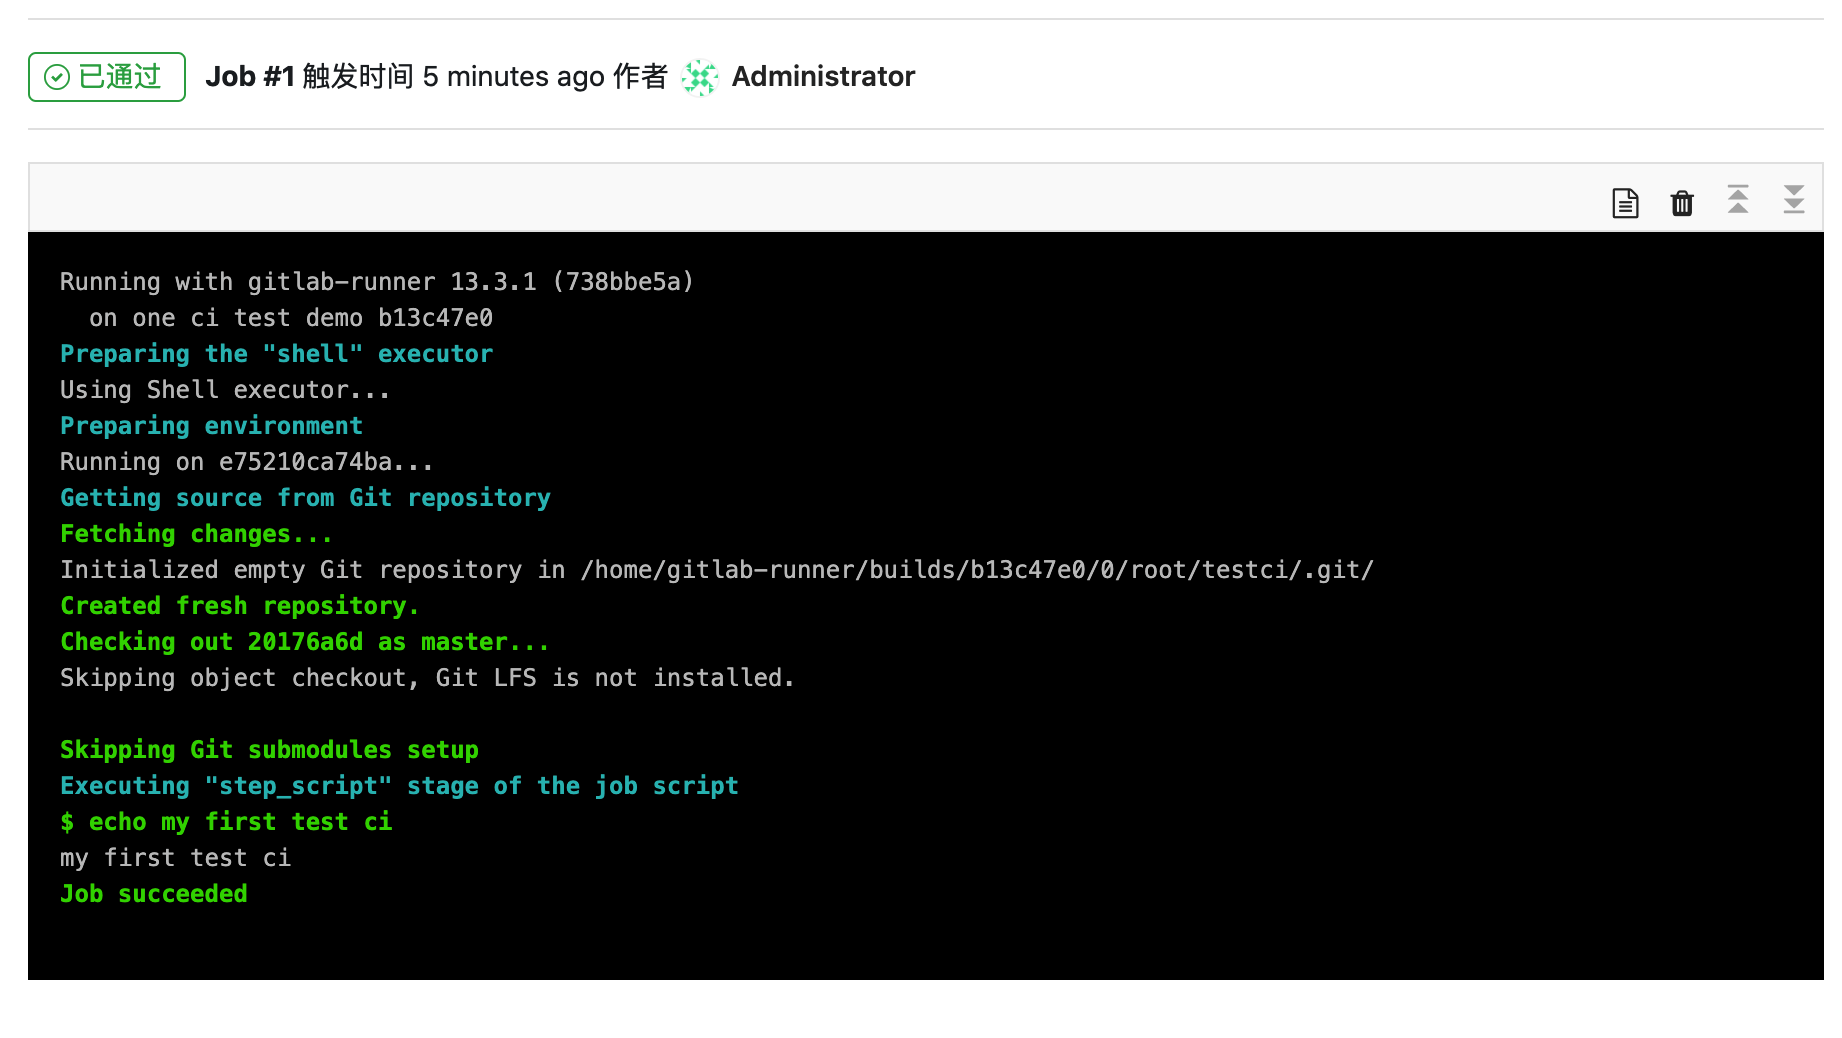 已通过 Job #1 触发时间 5 minutes ago 作者 Administrator
Running with gitlab-runner 13.3.1 (738bbe5a)
on one ci test demo b13c47e0
Preparing the "shell" executor
Using Shell executor...
Preparing environment
Running on e75210ca74ba...
Getting source from Git repository
Fetching changes...
Initialized empty Git repository in /home/gitlab-runner/builds/b13c47e0/0/root/testci/.git/
Created fresh repository.
Checking out 20176a6d as master...
Skipping object checkout, Git LFS is not installed.
Skipping Git submodules setup
Executing "step_script" stage of the job script
$ echo my first test ci
my first test ci
Job succeeded